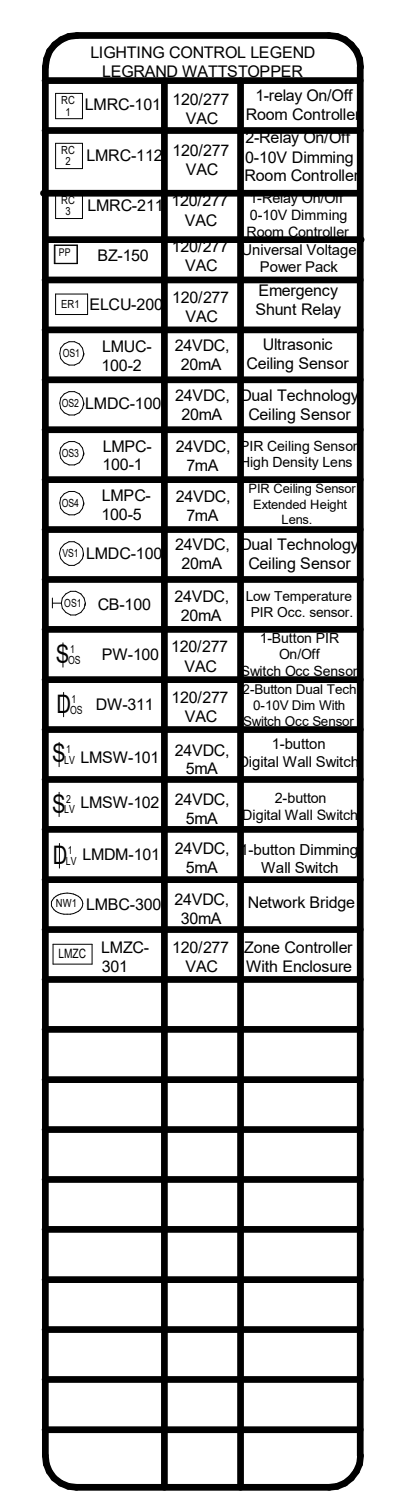 LIGHTING CONTROL LEGEND
LEGRAND WATTSTOPPER
RC 1 LMRC-101 120/277 VAC 1-relay On/Off Room Controller
RC 2 LMRC-112 120/277 VAC 2-Relay On/Off 0-10V Dimming Room Controller
RC 3 LMRC-211 120/277 VAC 1-Relay On/Off 0-10V Dimming Room Controller
PP BZ-150 120/277 VAC Universal Voltage Power Pack
ER1 ELCU-200 120/277 VAC Emergency Shunt Relay
OS1 LMUC-100-2 24VDC, 20mA Ultrasonic Ceiling Sensor
OS2 LMDC-100 24VDC, 20mA Dual Technology Ceiling Sensor
OS3 LMPC-100-1 24VDC, 7mA PIR Ceiling Sensor High Density Lens
OS4 LMPC-100-5 24VDC, 7mA PIR Ceiling Sensor Extended Height Lens.
VS1 LMDC-100 24VDC, 20mA Dual Technology Ceiling Sensor
OS1 CB-100 24VDC, 20mA Low Temperature PIR Occ. sensor.
$ 1 OS PW-100 120/277 VAC 1-Button PIR On/Off Switch Occ Sensor
D 1 OS DW-311 120/277 VAC 2-Button Dual Tech 0-10V Dim With Switch Occ Sensor
$ 1 LV LMSW-101 24VDC, 5mA 1-button Digital Wall Switch
$ 2 LV LMSW-102 24VDC, 5mA 2-button Digital Wall Switch
D 1 LV LMDM-101 24VDC, 5mA 1-button Dimming Wall Switch
NW1 LMBC-300 24VDC, 30mA Network Bridge
LMZC LMZC-301 120/277 VAC Zone Controller With Enclosure